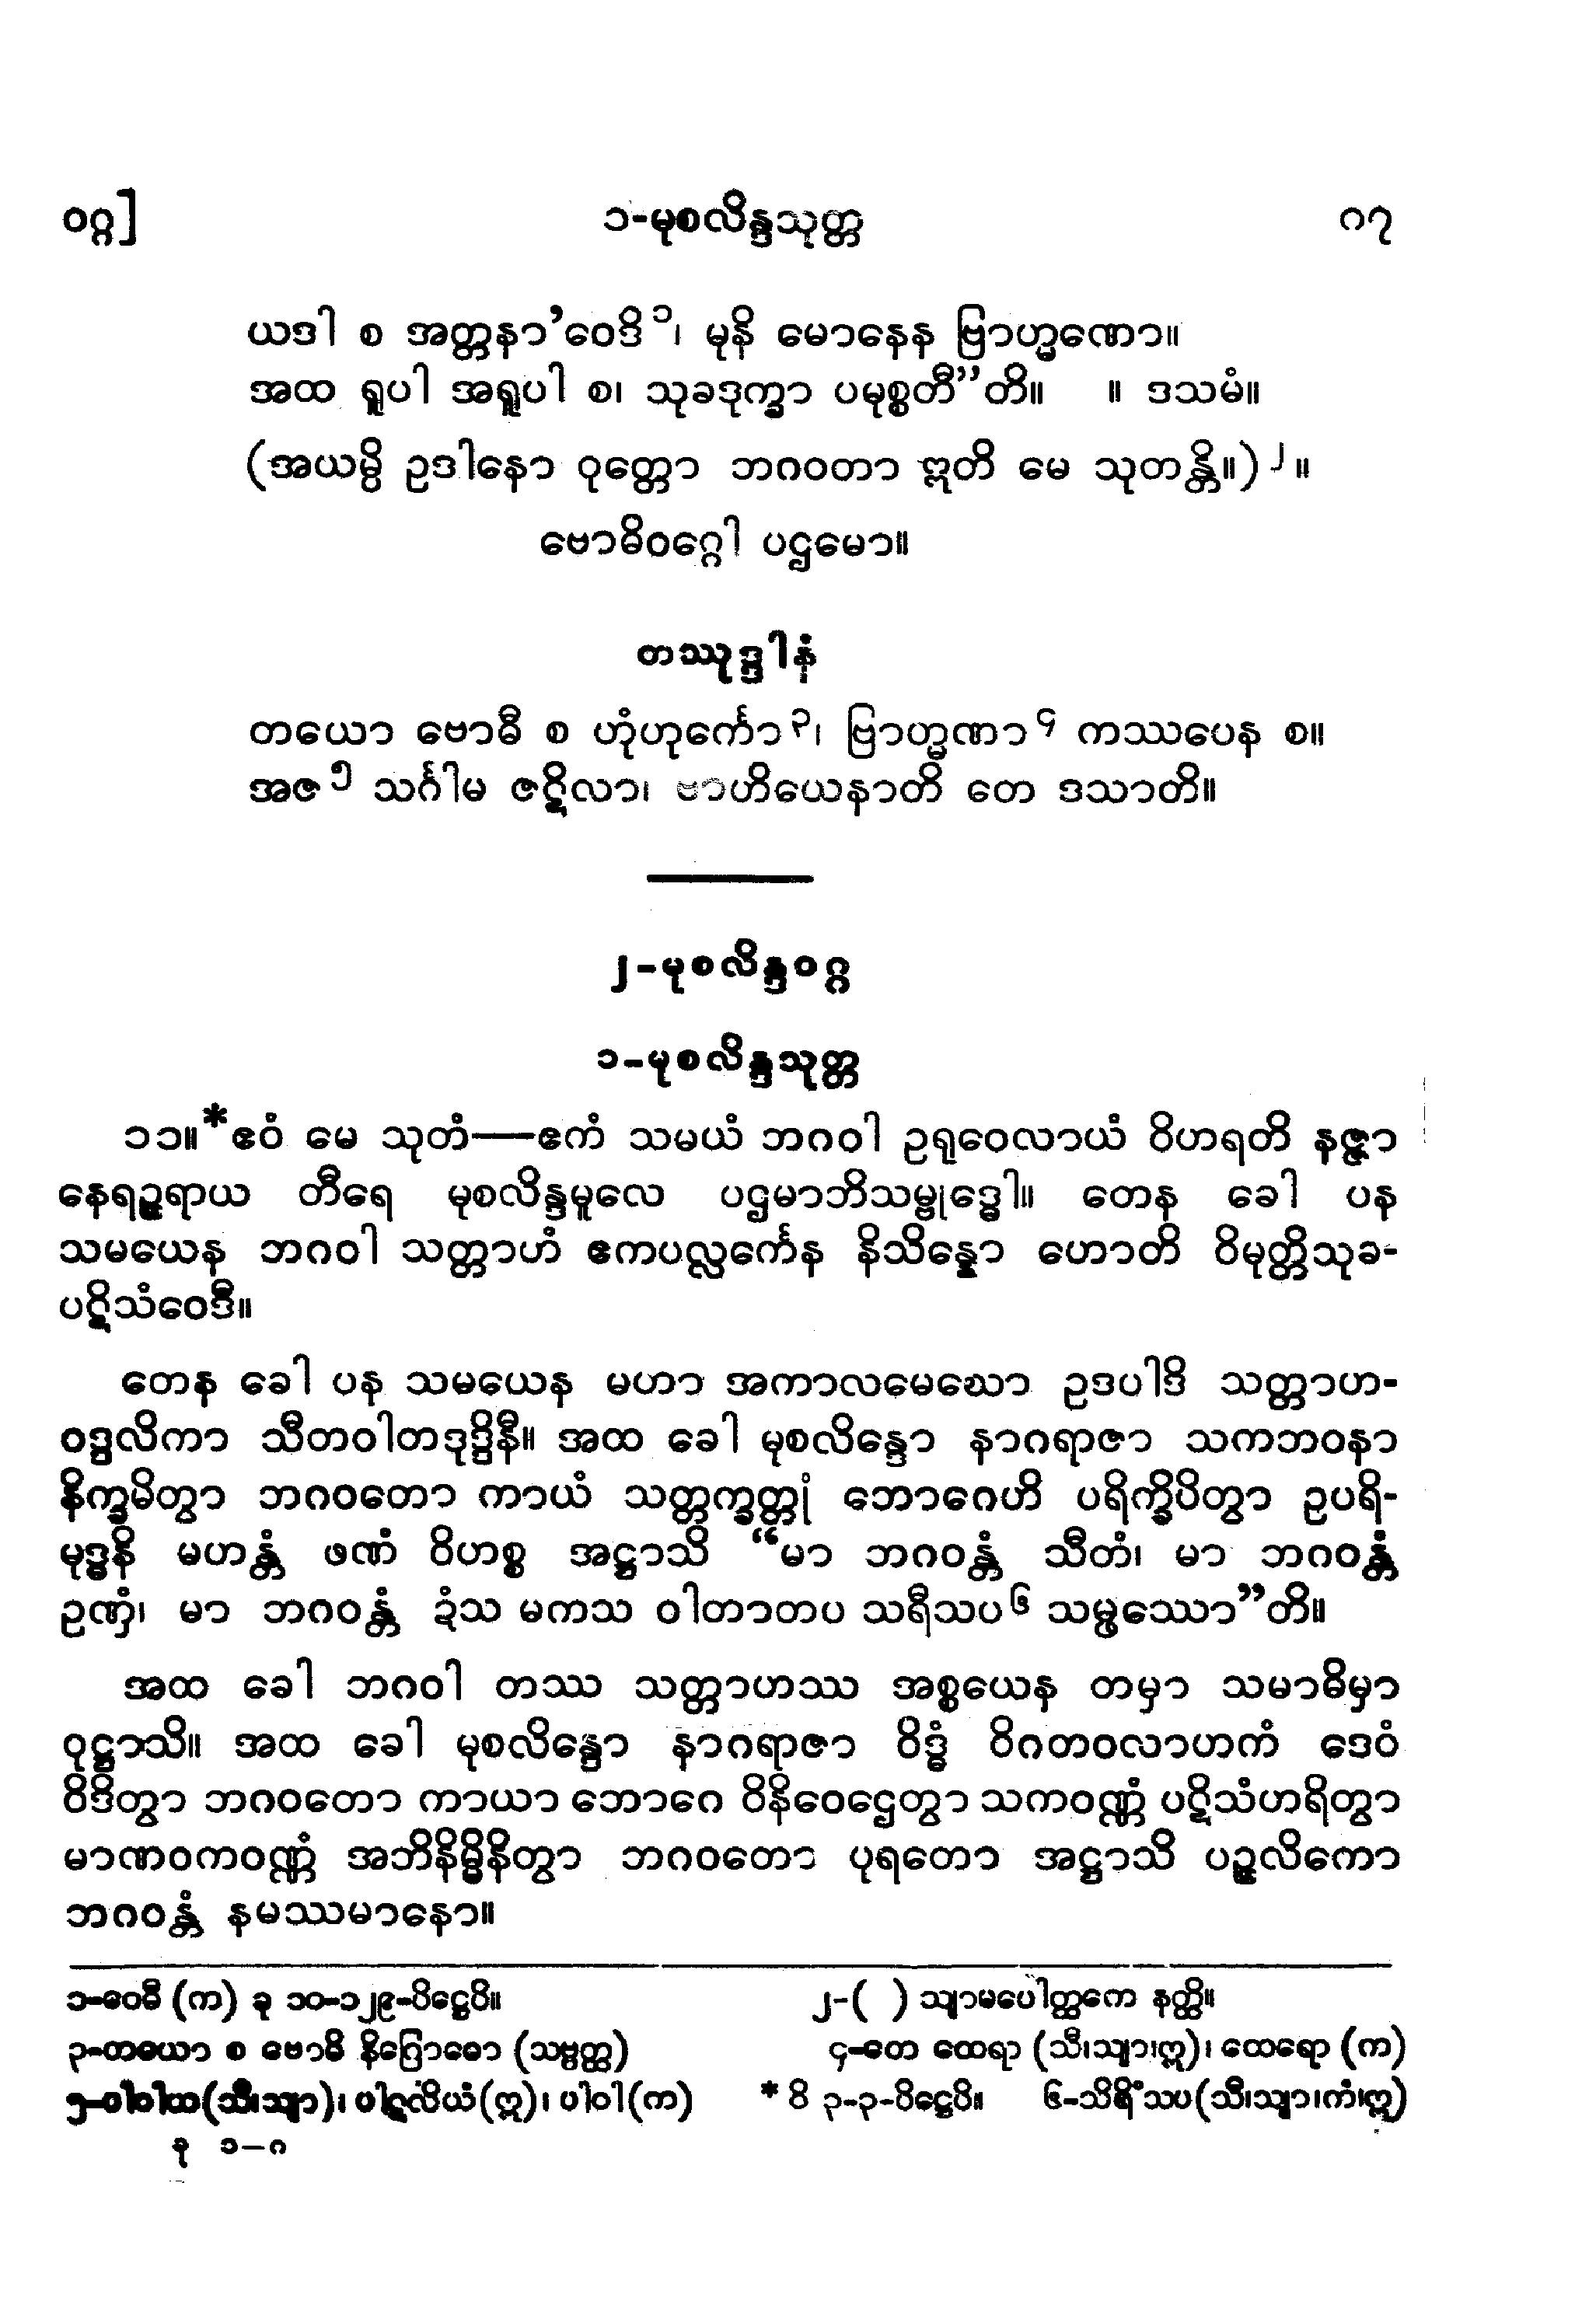 ဝဂ္ဂ] ၁-မုစလိန္ဒသုတ္တ ၈၇
ယဒါ စ အတ္တနာ’ဝေဒိ ၁၊ မုနိ မောနေန ဗြာဟ္မဏော။
အထ ရူပါ အရူပါ စ၊ သုခဒုက္ခာ ပမုစ္စတီ”တိ။ ။ ဒသမံ။
(အယမ္ပိ ဥဒါနော ဝုတ္တော ဘဂဝတာ ဣတိ မေ သုတန္တိ။) ၂ ။
ဗောဓိဝဂ္ဂေါ ပဌမော။
တဿုဒ္ဒါနံ
တယော ဗောဓိ စ ဟုံဟုင်္ကော ၃၊ ဗြာဟ္မဏာ ၄ ကဿပေန စ။
အဇ ၅ သင်္ဂါမ ဇဋိလာ၊ ဗာဟိယေနာတိ တေ ဒသာတိ။
၂-မုစလိန္ဒဝဂ္ဂ
၁-မုစလိန္ဒသုတ္တ
၁၁။*ဧဝံ မေ သုတံ—ဧကံ သမယံ ဘဂဝါ ဥရုဝေလာယံ ဝိဟရတိ နဇ္ဇာ
နေရဉ္ဇရာယ တီရေ မုစလိန္ဒမူလေ ပဌမာဘိသမ္ဗုဒ္ဓေါ။ တေန ခေါ ပန
သမယေန ဘဂဝါ သတ္တာဟံ ဧကပလ္လင်္ကေန နိသိန္နော ဟောတိ ဝိမုတ္တိသုခ-
ပဋိသံဝေဒီ။
တေန ခေါ ပန သမယေန မဟာ အကာလမေဃော ဥဒပါဒိ သတ္တာဟ-
ဝဒ္ဒလိကာ သီတဝါတဒုဒ္ဒိနီ။ အထ ခေါ မုစလိန္ဒော နာဂရာဇာ သကဘဝနာ
နိက္ခမိတွာ ဘဂဝတော ကာယံ သတ္တက္ခတ္တုံ ဘောဂေဟိ ပရိက္ခိပိတွာ ဥပရိ-
မုဒ္ဓနိ မဟန္တံ ဖဏံ ဝိဟစ္စ အဋ္ဌာသိ “မာ ဘဂဝန္တံ သီတံ၊ မာ ဘဂဝန္တံ
ဥဏှံ၊ မာ ဘဂဝန္တံ ဍံသ မကသ ဝါတာတပ သရီသပ ၆ သမ္ဖဿော”တိ။
အထ ခေါ ဘဂဝါ တဿ သတ္တာဟဿ အစ္စယေန တမှာ သမာဓိမှာ
ဝုဋ္ဌာသိ။ အထ ခေါ မုစလိန္ဒော နာဂရာဇာ ဝိဒ္ဓံ ဝိဂတဝလာဟကံ ဒေဝံ
ဝိဒိတွာ ဘဂဝတော ကာယာ ဘောဂေ ဝိနိဝေဌေတွာ သကဝဏ္ဏံ ပဋိသံဟရိတွာ
မာဏဝကဝဏ္ဏံ အဘိနိမ္မိနိတွာ ဘဂဝတော ပုရတော အဋ္ဌာသိ ပဉ္ဇလိကော
ဘဂဝန္တံ နမဿမာနော။
၁-ဝေဓိ (က) ခု ၁၀-၁၂၉-ပိဋ္ဌေပိ။ ၂-( ) သျာမပေါတ္ထကေ နတ္ထိ။
၃-တယော စ ဗောဓိ နိဂြောဓော (သဗ္ဗတ္ထ) ၄-တေ ထေရာ (သီ၊သျာ၊ဣ)၊ ထေရော (က)
၅-ပါဝါထ(သီ၊သျာ)၊ ပါဋလိယံ(ဣ)၊ ပါဝါ(က) * ဝိ ၃-၃-ပိဋ္ဌေပိ။ ၆-သိရိံသပ(သီ၊သျာ၊ကံ၊ဣ)
နု ၁-၈